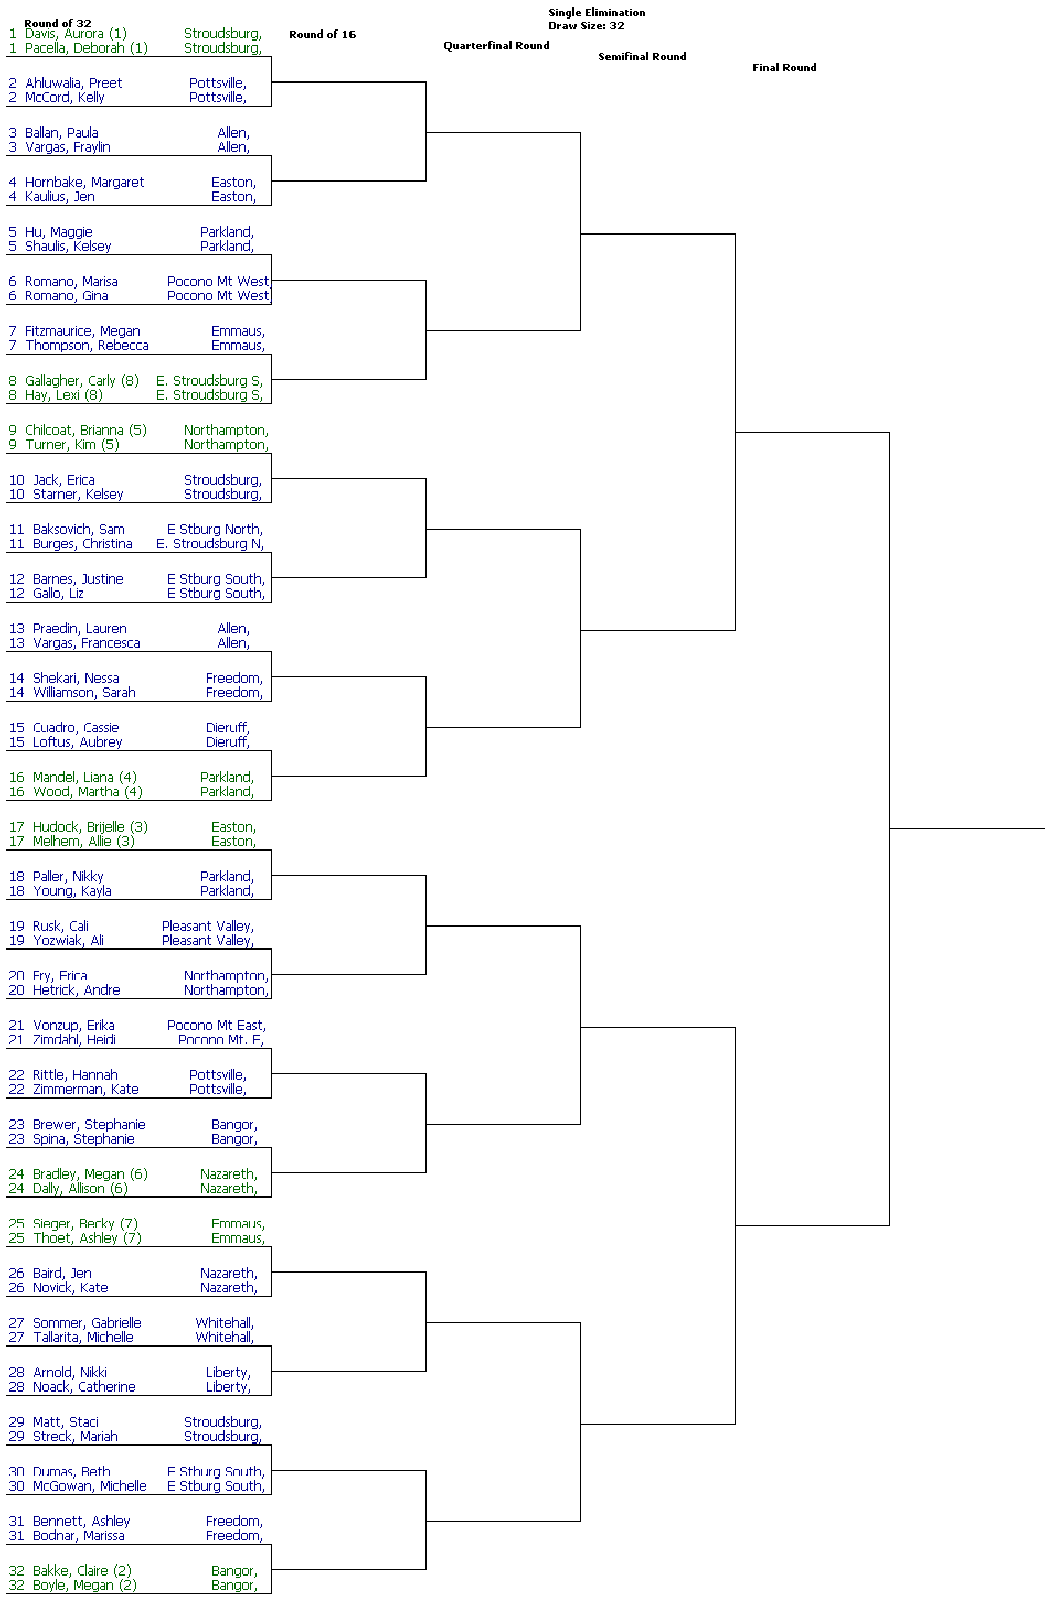 Single Elimination
Draw Size: 32
Round of 32
Round of 16
Quarterfinal Round
Semifinal Round
Final Round
1 Davis, Aurora (1) Stroudsburg,
1 Pacella, Deborah (1) Stroudsburg,
2 Ahluwalia, Preet Pottsville,
2 McCord, Kelly Pottsville,
3 Ballan, Paula Allen,
3 Vargas, Fraylin Allen,
4 Hornbake, Margaret Easton,
4 Kaulius, Jen Easton,
5 Hu, Maggie Parkland,
5 Shaulis, Kelsey Parkland,
6 Romano, Marisa Pocono Mt West
6 Romano, Gina Pocono Mt West
7 Fitzmaurice, Megan Emmaus,
7 Thompson, Rebecca Emmaus,
8 Gallagher, Carly (8) E. Stroudsburg S,
8 Hay, Lexi (8) E. Stroudsburg S,
9 Chilcoat, Brianna (5) Northampton,
9 Turner, Kim (5) Northampton,
10 Jack, Erica Stroudsburg,
10 Starner, Kelsey Stroudsburg,
11 Baksovich, Sam E Stburg North,
11 Burges, Christina E. Stroudsburg N,
12 Barnes, Justine E Stburg South,
12 Gallo, Liz E Stburg South,
13 Praedin, Lauren Allen,
13 Vargas, Francesca Allen,
14 Shekari, Nessa Freedom,
14 Williamson, Sarah Freedom,
15 Cuadro, Cassie Dieruff,
15 Loftus, Aubrey Dieruff,
16 Mandel, Liana (4) Parkland,
16 Wood, Martha (4) Parkland,
17 Hudock, Brijelle (3) Easton,
17 Melhem, Allie (3) Easton,
18 Paller, Nikky Parkland,
18 Young, Kayla Parkland,
19 Rusk, Cali Pleasant Valley,
19 Yozwiak, Ali Pleasant Valley,
20 Fry, Erica Northampton,
20 Hetrick, Andre Northampton,
21 Vonzup, Erika Pocono Mt East,
21 Zimdahl, Heidi Pocono Mt. E,
22 Rittle, Hannah Pottsville,
22 Zimmerman, Kate Pottsville,
23 Brewer, Stephanie Bangor,
23 Spina, Stephanie Bangor,
24 Bradley, Megan (6) Nazareth,
24 Dally, Allison (6) Nazareth,
25 Sieger, Becky (7) Emmaus,
25 Thoet, Ashley (7) Emmaus,
26 Baird, Jen Nazareth,
26 Novick, Kate Nazareth,
27 Sommer, Gabrielle Whitehall,
27 Tallarita, Michelle Whitehall,
28 Arnold, Nikki Liberty,
28 Noack, Catherine Liberty,
29 Matt, Staci Stroudsburg,
29 Streck, Mariah Stroudsburg,
30 Dumas, Beth E Stburg South,
30 McGowan, Michelle E Stburg South,
31 Bennett, Ashley Freedom,
31 Bodnar, Marissa Freedom,
32 Bakke, Claire (2) Bangor,
32 Boyle, Megan (2) Bangor,